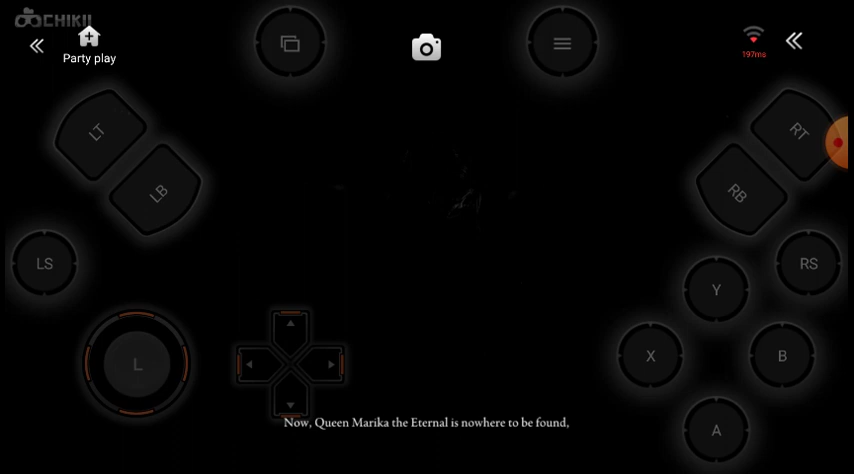 CHIKII
Party play
197ms
LT
RT
LB
RB
LS
RS
Y
L
X
B
A
Now, Queen Marika the Eternal is nowhere to be found,